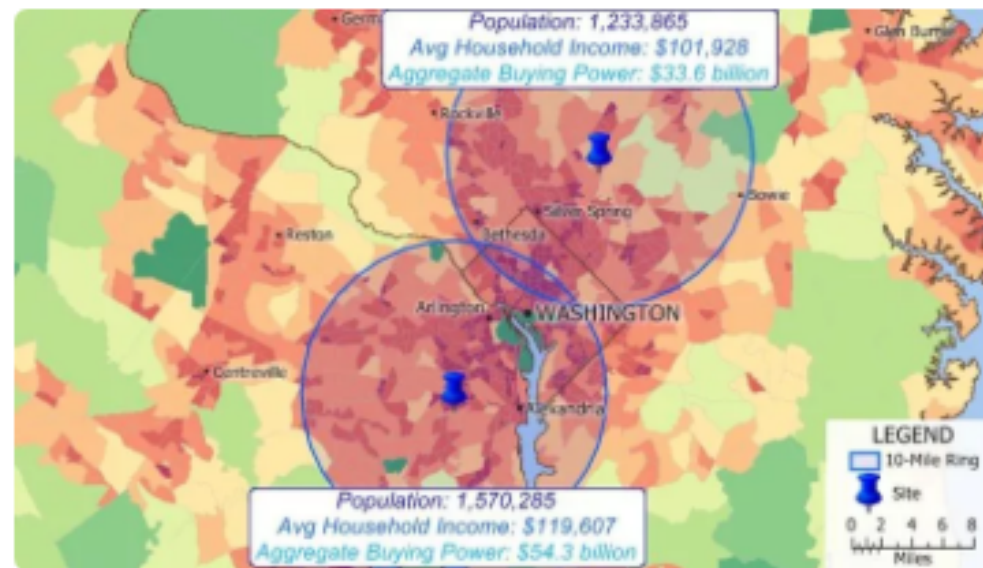 Germ
Population: 1,233,865
Avg Household Income: $101,928
Aggregate Buying Power: $33.6 billion
Glen Burnie
Rockville
Bowie
Silver Spring
Reston
Bethesda
Arlington
WASHINGTON
Centreville
Alexandria
LEGEND
10-Mile Ring
Site
0 2 4 6 8
Miles
Population: 1,570,285
Avg Household Income: $119,607
Aggregate Buying Power: $54.3 billion